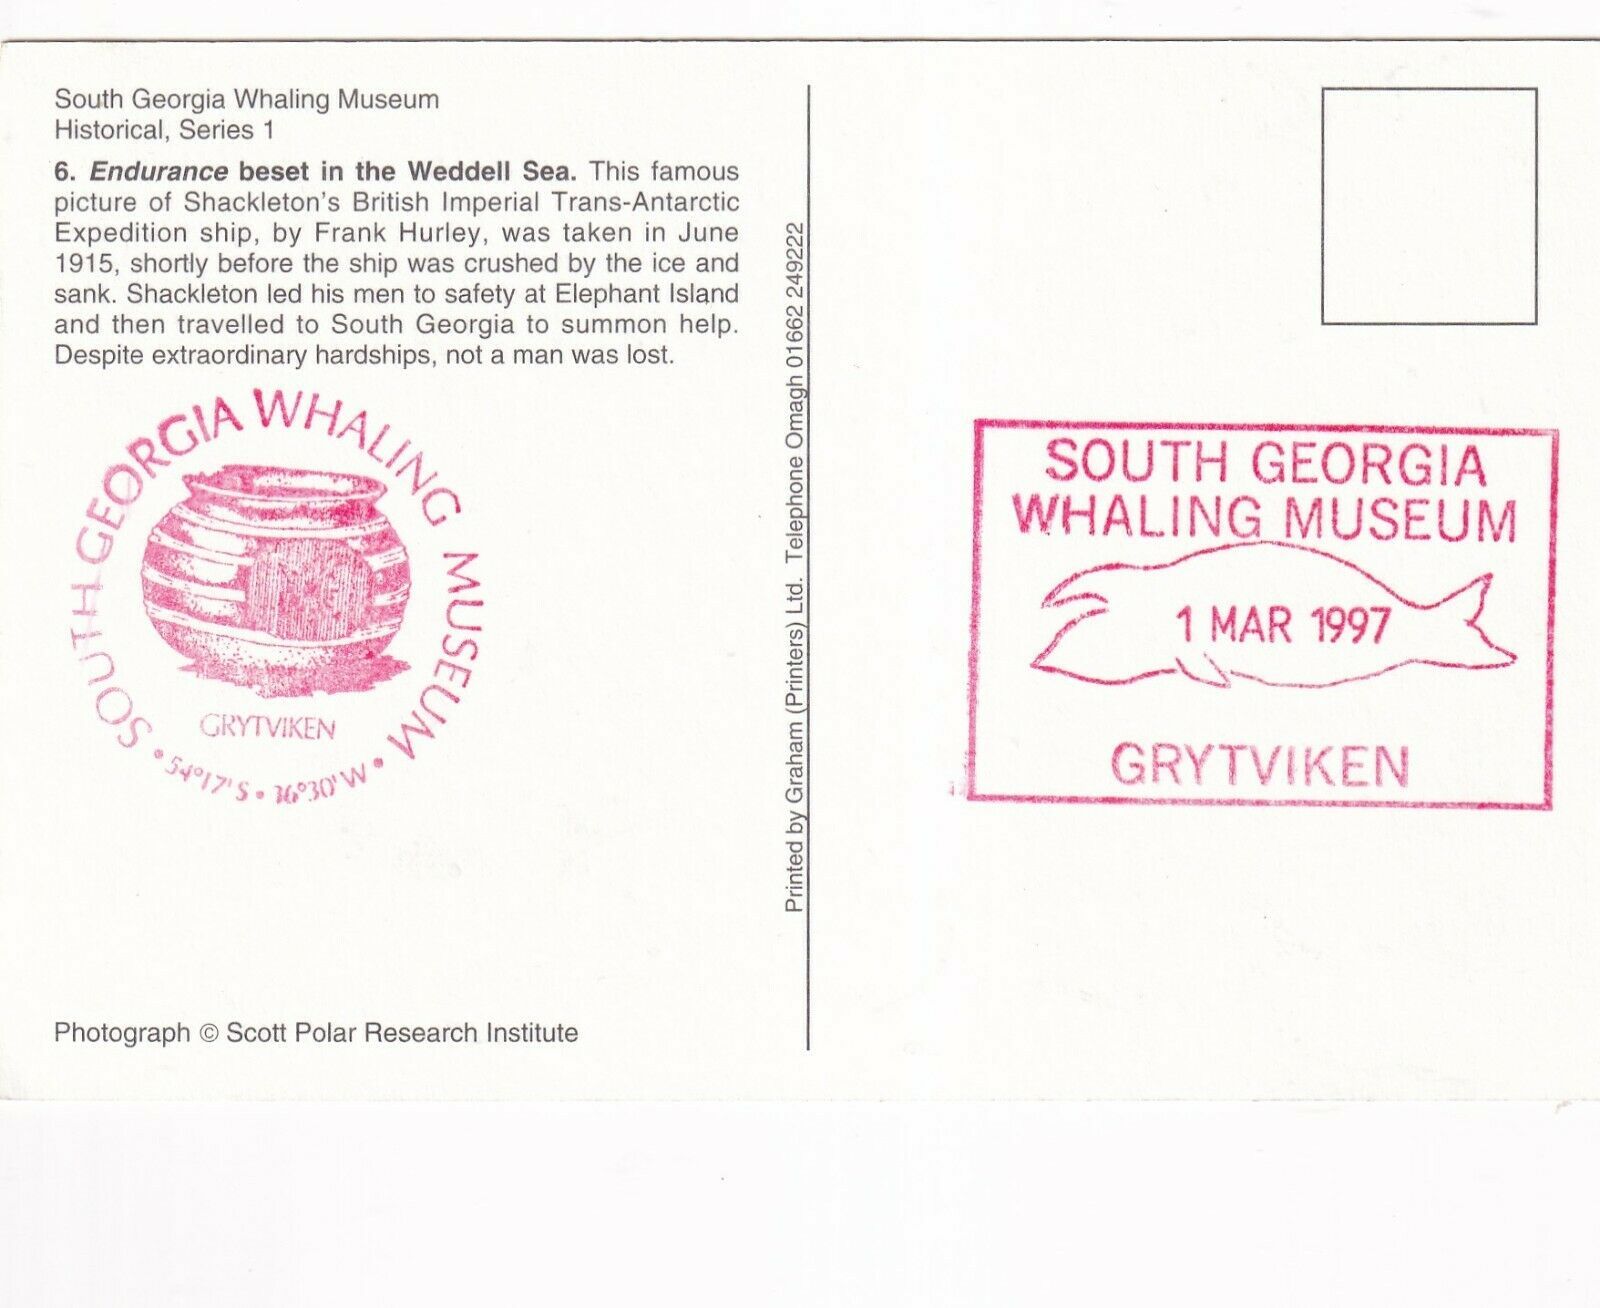 South Georgia Whaling Museum
Historical, Series 1
6. Endurance beset in the Weddell Sea. This famous
picture of Shackleton's British Imperial Trans-Antarctic
Expedition ship, by Frank Hurley, was taken in June
1915, shortly before the ship was crushed by the ice and
sank. Shackleton led his men to safety at Elephant Island
and then travelled to South Georgia to summon help.
Despite extraordinary hardships, not a man was lost.
SOUTH GEORGIA WHALING MUSEUM
GRYTVIKEN
• 54°17'S • 36°30'W •
Photograph © Scott Polar Research Institute
Printed by Graham (Printers) Ltd. Telephone Omagh 01662 249222
SOUTH GEORGIA
WHALING MUSEUM
1 MAR 1997
GRYTVIKEN